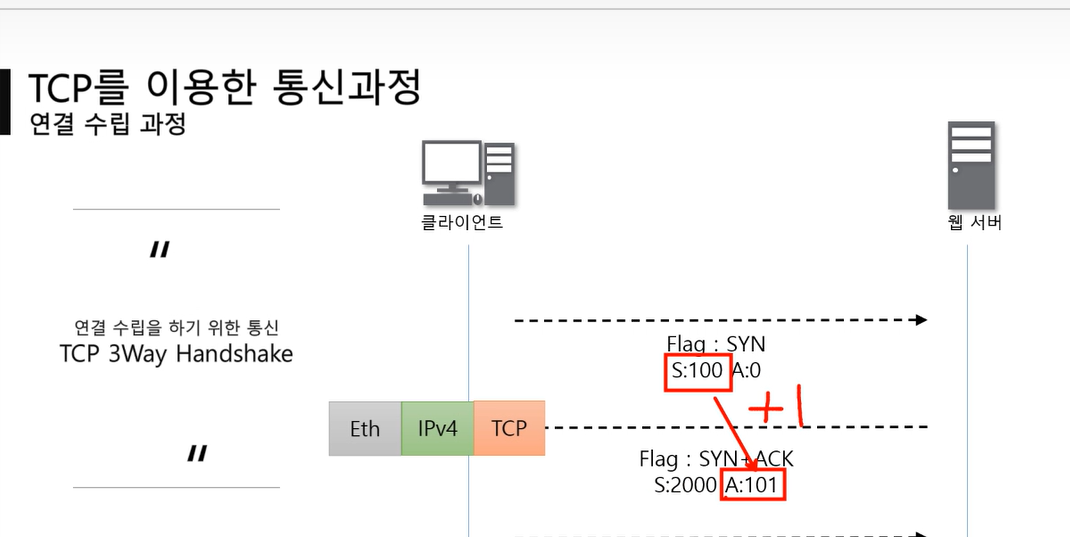 TCP를 이용한 통신과정
연결 수립 과정
클라이언트
웹 서버
"
연결 수립을 하기 위한 통신
TCP 3Way Handshake
"
Flag : SYN
S:100 A:0
+1
Eth IPv4 TCP
Flag : SYN+ACK
S:2000 A:101